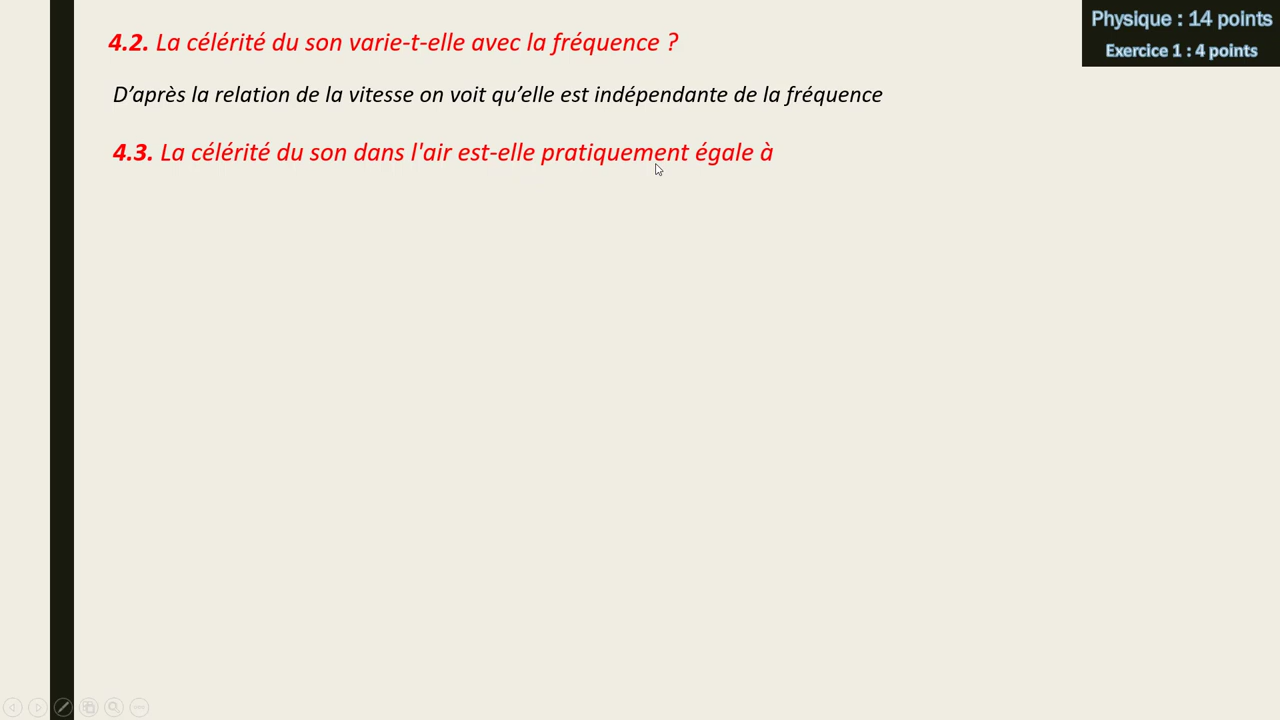 Physique : 14 points
Exercice 1 : 4 points
4.2. La célérité du son varie-t-elle avec la fréquence ?
D’après la relation de la vitesse on voit qu’elle est indépendante de la fréquence
4.3. La célérité du son dans l'air est-elle pratiquement égale à